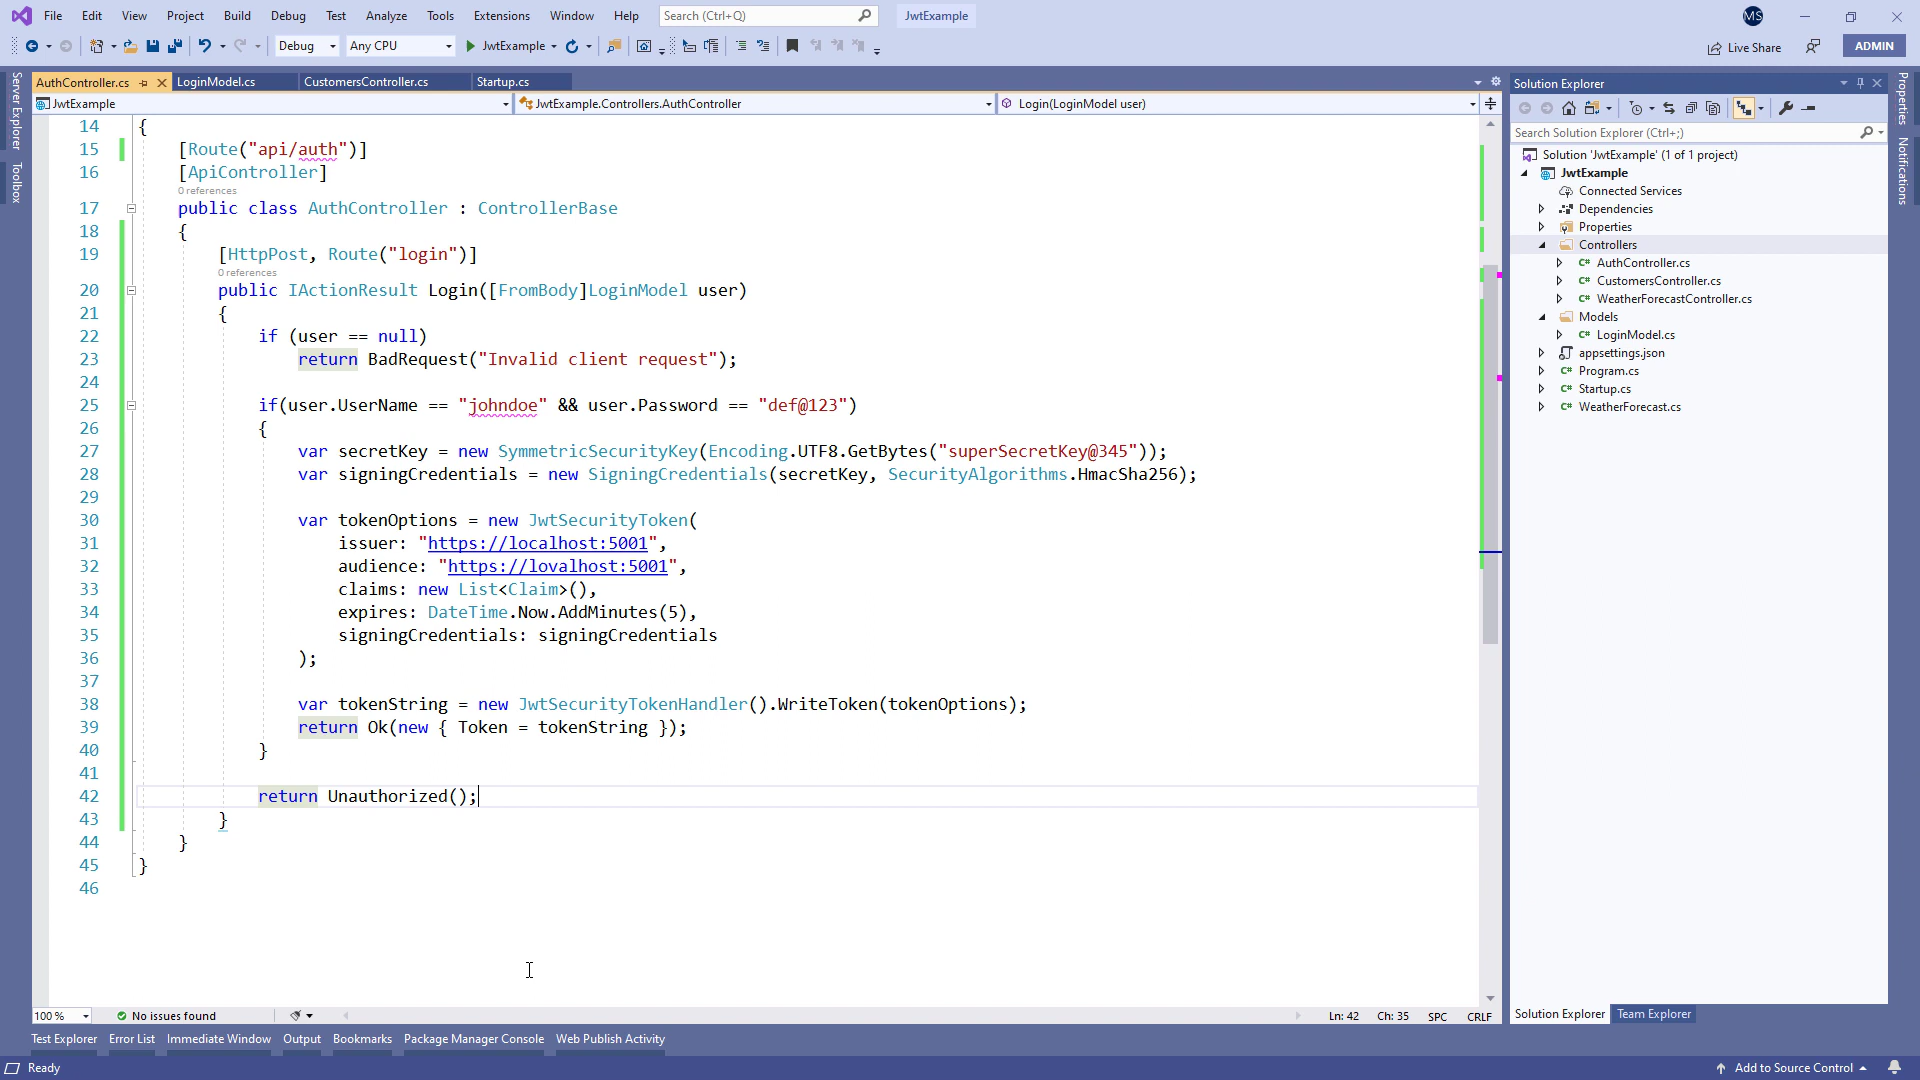 File Edit View Project Build Debug Test Analyze Tools Extensions Window Help Search (Ctrl+Q) JwtExample MS
Debug Any CPU JwtExample Live Share ADMIN
Server Explorer
Toolbox
AuthController.cs LoginModel.cs CustomersController.cs Startup.cs
JwtExample JwtExample.Controllers.AuthController Login(LoginModel user)
14 {
15 [Route("api/auth")]
16 [ApiController]
0 references
17 public class AuthController : ControllerBase
18 {
19 [HttpPost, Route("login")]
0 references
20 public IActionResult Login([FromBody]LoginModel user)
21 {
22 if (user == null)
23 return BadRequest("Invalid client request");
24
25 if(user.UserName == "johndoe" && user.Password == "def@123")
26 {
27 var secretKey = new SymmetricSecurityKey(Encoding.UTF8.GetBytes("superSecretKey@345"));
28 var signingCredentials = new SigningCredentials(secretKey, SecurityAlgorithms.HmacSha256);
29
30 var tokenOptions = new JwtSecurityToken(
31 issuer: "https://localhost:5001",
32 audience: "https://lovalhost:5001",
33 claims: new List<Claim>(),
34 expires: DateTime.Now.AddMinutes(5),
35 signingCredentials: signingCredentials
36 );
37
38 var tokenString = new JwtSecurityTokenHandler().WriteToken(tokenOptions);
39 return Ok(new { Token = tokenString });
40 }
41
42 return Unauthorized();
43 }
44 }
45 }
46
100 % No issues found Ln: 42 Ch: 35 SPC CRLF
Solution Explorer
Search Solution Explorer (Ctrl+;)
Solution 'JwtExample' (1 of 1 project)
JwtExample
Connected Services
Dependencies
Properties
Controllers
C# AuthController.cs
C# CustomersController.cs
C# WeatherForecastController.cs
Models
C# LoginModel.cs
appsettings.json
C# Program.cs
C# Startup.cs
C# WeatherForecast.cs
Solution Explorer Team Explorer
Properties
Notifications
Test Explorer Error List Immediate Window Output Bookmarks Package Manager Console Web Publish Activity
Ready Add to Source Control